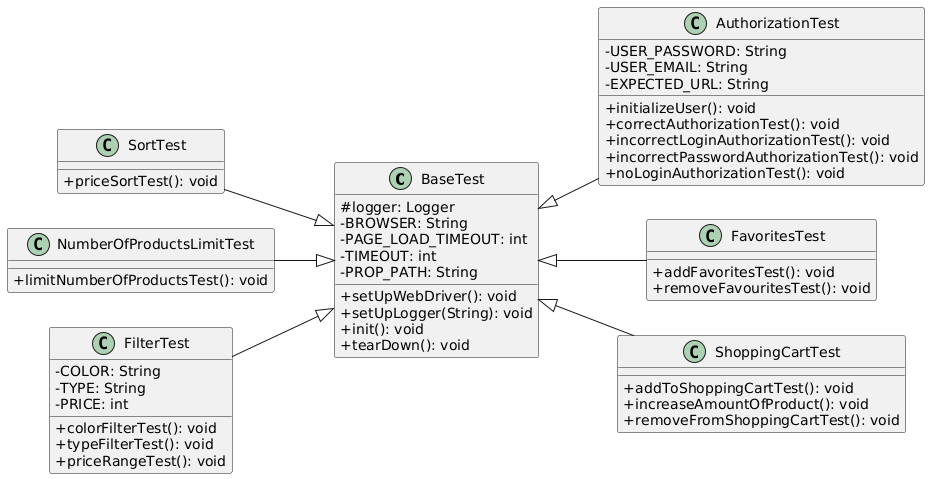 C AuthorizationTest
-USER_PASSWORD: String
-USER_EMAIL: String
-EXPECTED_URL: String
+initializeUser(): void
+correctAuthorizationTest(): void
+incorrectLoginAuthorizationTest(): void
+incorrectPasswordAuthorizationTest(): void
+noLoginAuthorizationTest(): void
C SortTest
+priceSortTest(): void
C BaseTest
#logger: Logger
-BROWSER: String
-PAGE_LOAD_TIMEOUT: int
-TIMEOUT: int
-PROP_PATH: String
+setUpWebDriver(): void
+setUpLogger(String): void
+init(): void
+tearDown(): void
C NumberOfProductsLimitTest
+limitNumberOfProductsTest(): void
C FavoritesTest
+addFavoritesTest(): void
+removeFavouritesTest(): void
C FilterTest
-COLOR: String
-TYPE: String
-PRICE: int
+colorFilterTest(): void
+typeFilterTest(): void
+priceRangeTest(): void
C ShoppingCartTest
+addToShoppingCartTest(): void
+increaseAmountOfProduct(): void
+removeFromShoppingCartTest(): void